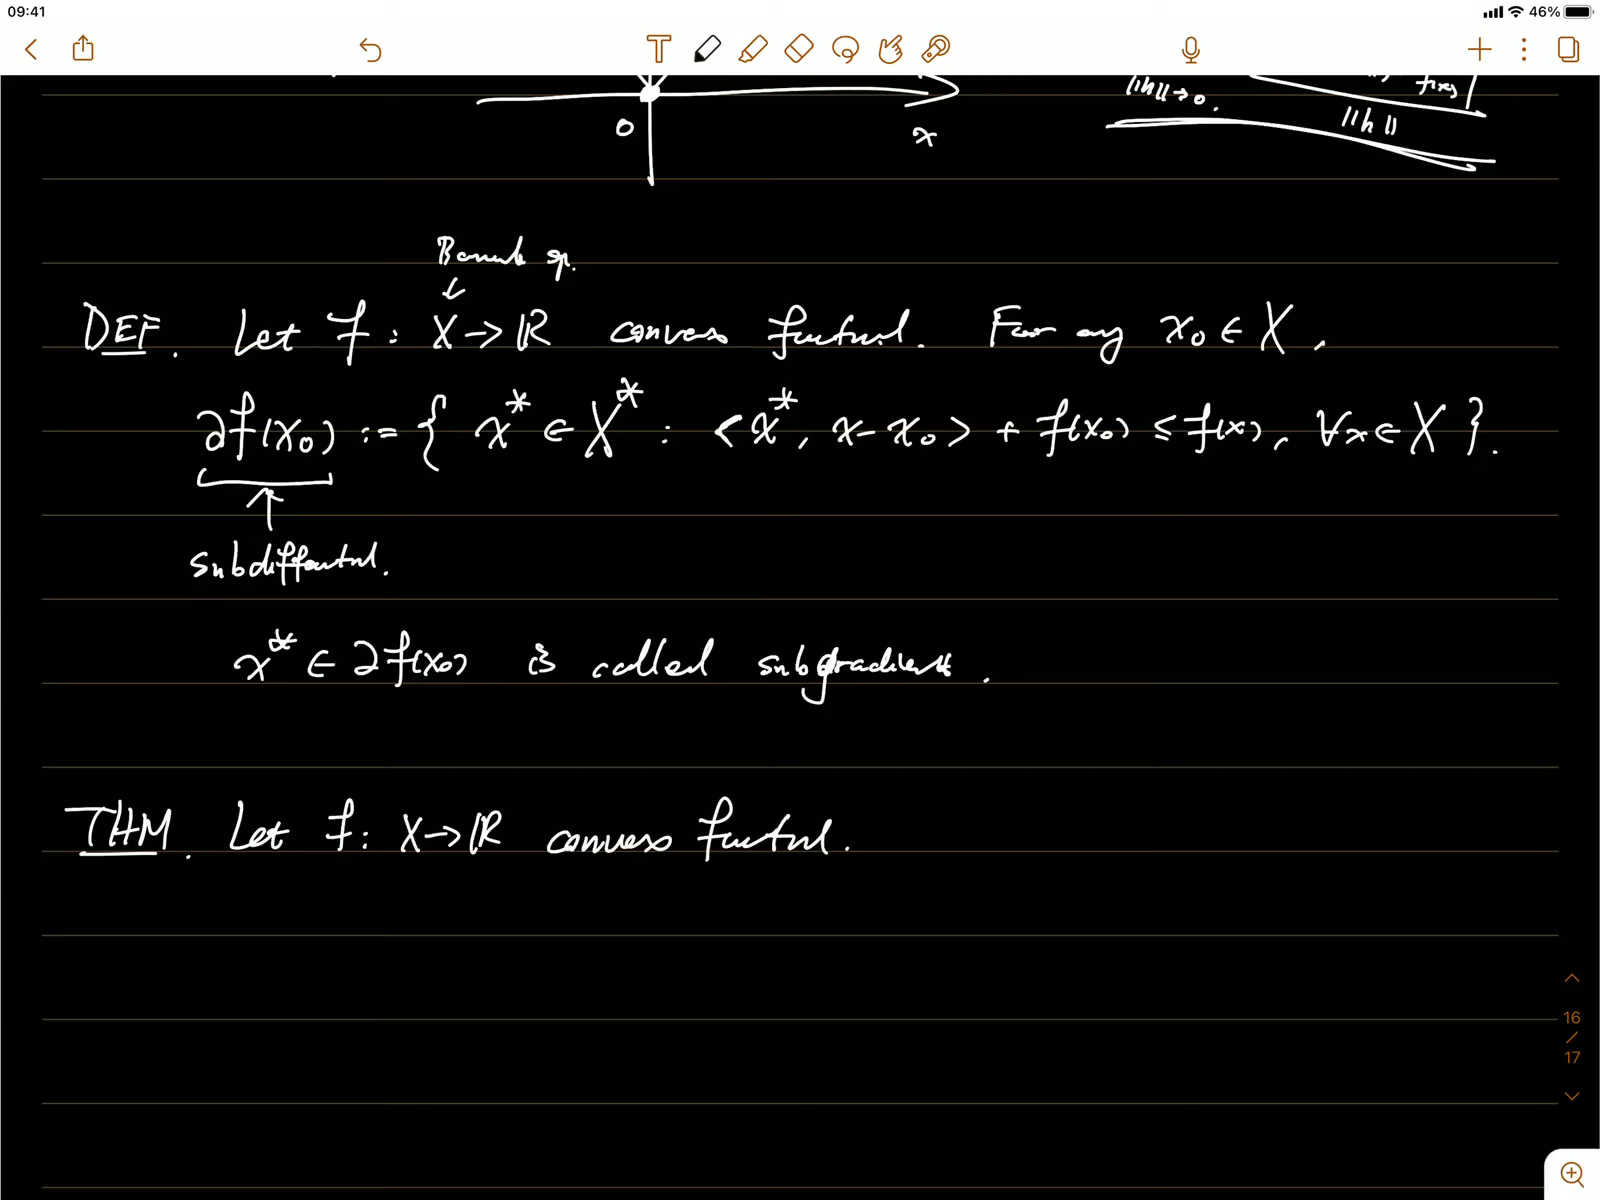 09:41 46%
T
‖h‖→0. fixes
0 x ‖h‖
Banach sp.
↓
DEF. Let f : X → ℝ convex functional. For any x₀ ∈ X,
∂f(x₀) := { x* ∈ X* : <x*, x-x₀> + f(x₀) ≤ f(x), ∀x ∈ X }.
↑
subdifferential.
x* ∈ ∂f(x₀) is called subgradient.
THM. Let f : X → ℝ convex functional.
16
/
17